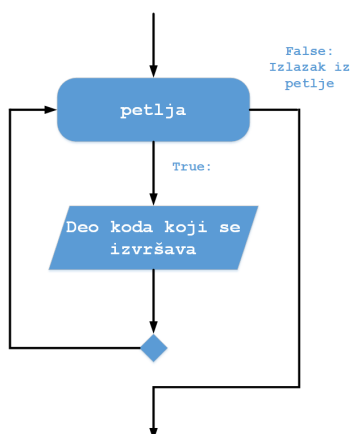 False:
Izlazak iz
petlje
petlja
True:
Deo koda koji se
izvršava